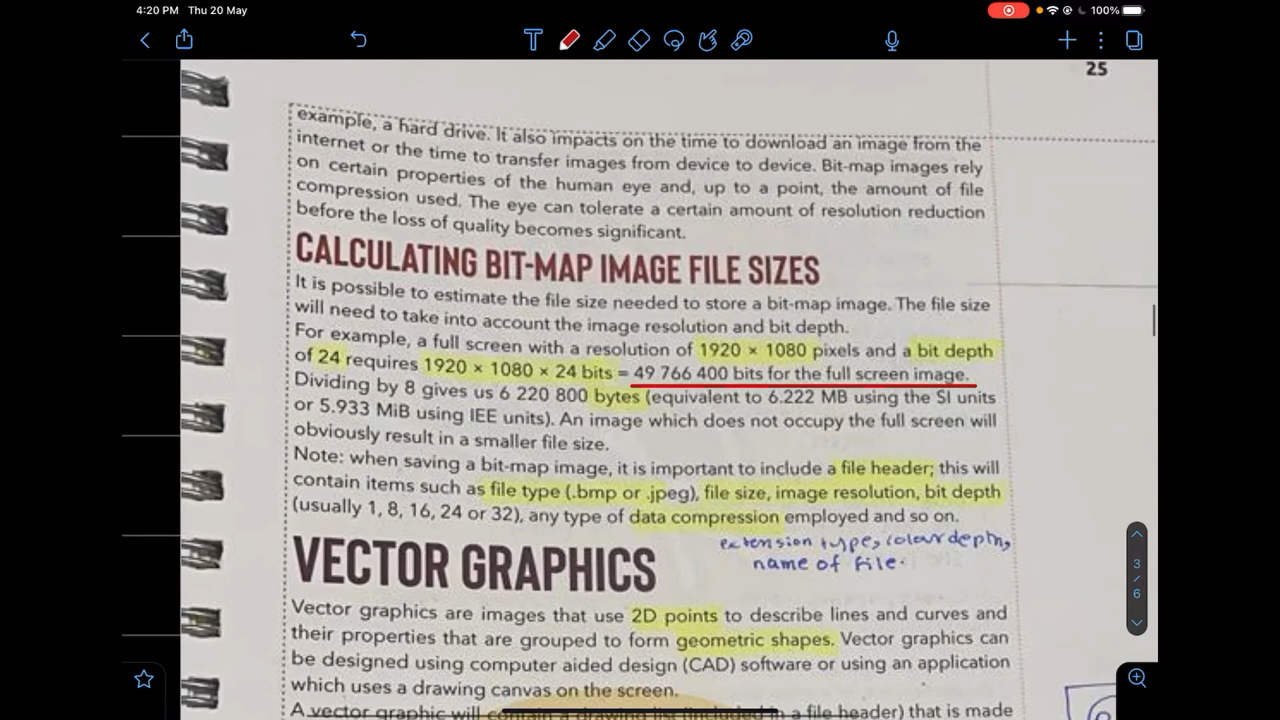 4:20 PM Thu 20 May
100%
25
example, a hard drive. It also impacts on the time to download an image from the
internet or the time to transfer images from device to device. Bit-map images rely
on certain properties of the human eye and, up to a point, the amount of file
compression used. The eye can tolerate a certain amount of resolution reduction
before the loss of quality becomes significant.
CALCULATING BIT-MAP IMAGE FILE SIZES
It is possible to estimate the file size needed to store a bit-map image. The file size
will need to take into account the image resolution and bit depth.
For example, a full screen with a resolution of 1920 × 1080 pixels and a bit depth
of 24 requires 1920 × 1080 × 24 bits = 49 766 400 bits for the full screen image.
Dividing by 8 gives us 6 220 800 bytes (equivalent to 6.222 MB using the SI units
or 5.933 MiB using IEE units). An image which does not occupy the full screen will
obviously result in a smaller file size.
Note: when saving a bit-map image, it is important to include a file header; this will
contain items such as file type (.bmp or .jpeg), file size, image resolution, bit depth
(usually 1, 8, 16, 24 or 32), any type of data compression employed and so on.
extension type, colour depth,
name of file.
VECTOR GRAPHICS
Vector graphics are images that use 2D points to describe lines and curves and
their properties that are grouped to form geometric shapes. Vector graphics can
be designed using computer aided design (CAD) software or using an application
which uses a drawing canvas on the screen.
A vector graphic will contain a drawing list (included in a file header) that is made
3
/
6